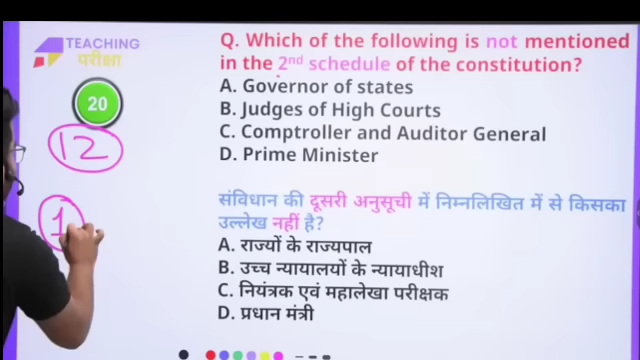 TEACHING
परीक्षा
20
12
1
Q. Which of the following is not mentioned
in the 2nd schedule of the constitution?
A. Governor of states
B. Judges of High Courts
C. Comptroller and Auditor General
D. Prime Minister
संविधान की दूसरी अनुसूची में निम्नलिखित में से किसका
उल्लेख नहीं है?
A. राज्यों के राज्यपाल
B. उच्च न्यायालयों के न्यायाधीश
C. नियंत्रक एवं महालेखा परीक्षक
D. प्रधान मंत्री